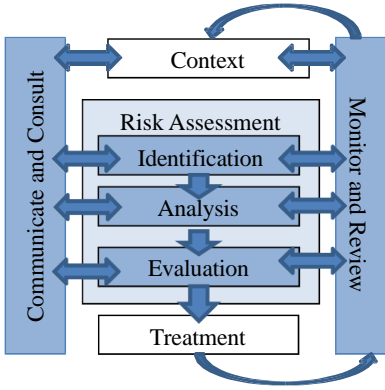 Communicate and Consult
Context
Risk Assessment
Identification
Analysis
Evaluation
Treatment
Monitor and Review